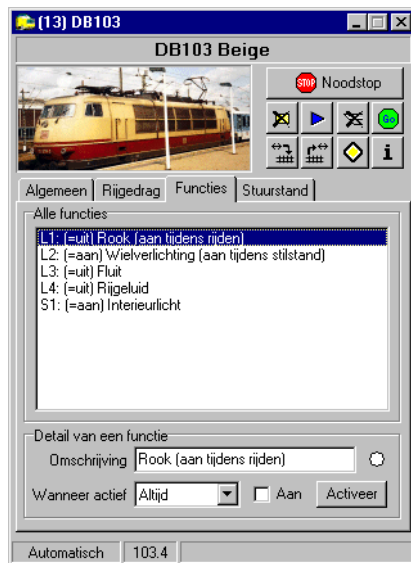 (13) DB103
DB103 Beige
STOP Noodstop
Go
i
Algemeen Rijgedrag Functies Stuurstand
Alle functies
L1: (=uit) Rook (aan tijdens rijden)
L2: (=aan) Wielverlichting (aan tijdens stilstand)
L3: (=uit) Fluit
L4: (=uit) Rijgeluid
S1: (=aan) Interieurlicht
Detail van een functie
Omschrijving Rook (aan tijdens rijden)
Wanneer actief Altijd Aan Activeer
Automatisch 103.4